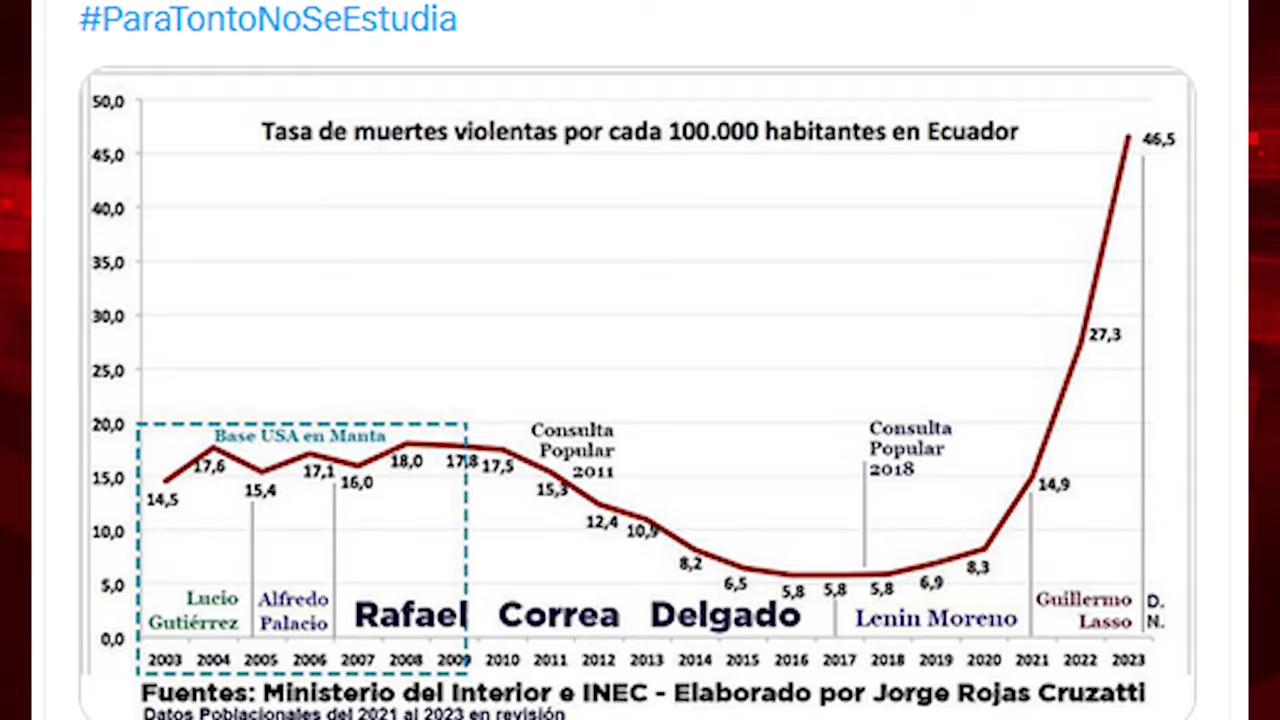 #ParaTontoNoSeEstudia
Tasa de muertes violentas por cada 100.000 habitantes en Ecuador
50,0
45,0
40,0
35,0
30,0
25,0
20,0
15,0
10,0
5,0
0,0
Base USA en Manta
Consulta
Popular
2011
Consulta
Popular
2018
14,5
17,6
15,4
17,1
16,0
18,0
17,8
17,5
15,3
12,4
10,9
8,2
6,5
5,8
5,8
5,8
6,9
8,3
14,9
27,3
46,5
Lucio
Gutiérrez
Alfredo
Palacio
Rafael Correa Delgado
Lenin Moreno
Guillermo
Lasso
D.
N.
2003 2004 2005 2006 2007 2008 2009 2010 2011 2012 2013 2014 2015 2016 2017 2018 2019 2020 2021 2022 2023
Fuentes: Ministerio del Interior e INEC - Elaborado por Jorge Rojas Cruzatti
Datos Poblacionales del 2021 al 2023 en revisión